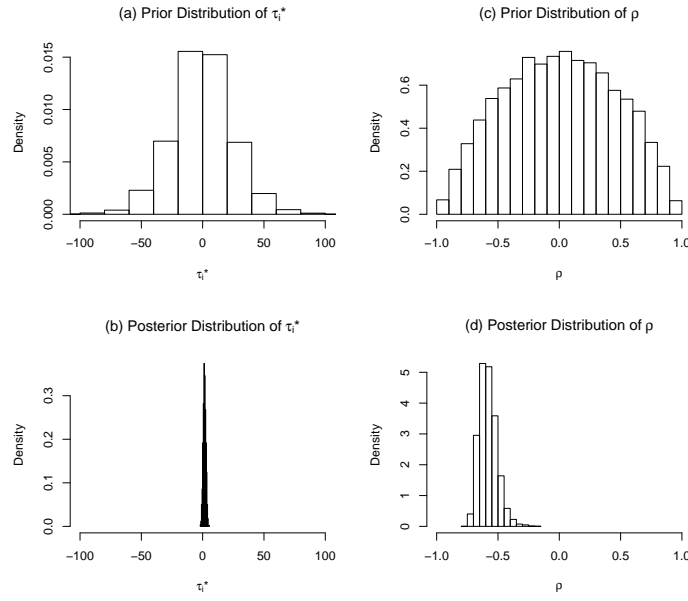 (a) Prior Distribution of τᵢ*
Density
0.000 0.005 0.010 0.015
−100 −50 0 50 100
τᵢ*
(c) Prior Distribution of ρ
Density
0.0 0.2 0.4 0.6
−1.0 −0.5 0.0 0.5 1.0
ρ
(b) Posterior Distribution of τᵢ*
Density
0.0 0.1 0.2 0.3
−100 −50 0 50 100
τᵢ*
(d) Posterior Distribution of ρ
Density
0 1 2 3 4 5
−1.0 −0.5 0.0 0.5 1.0
ρ